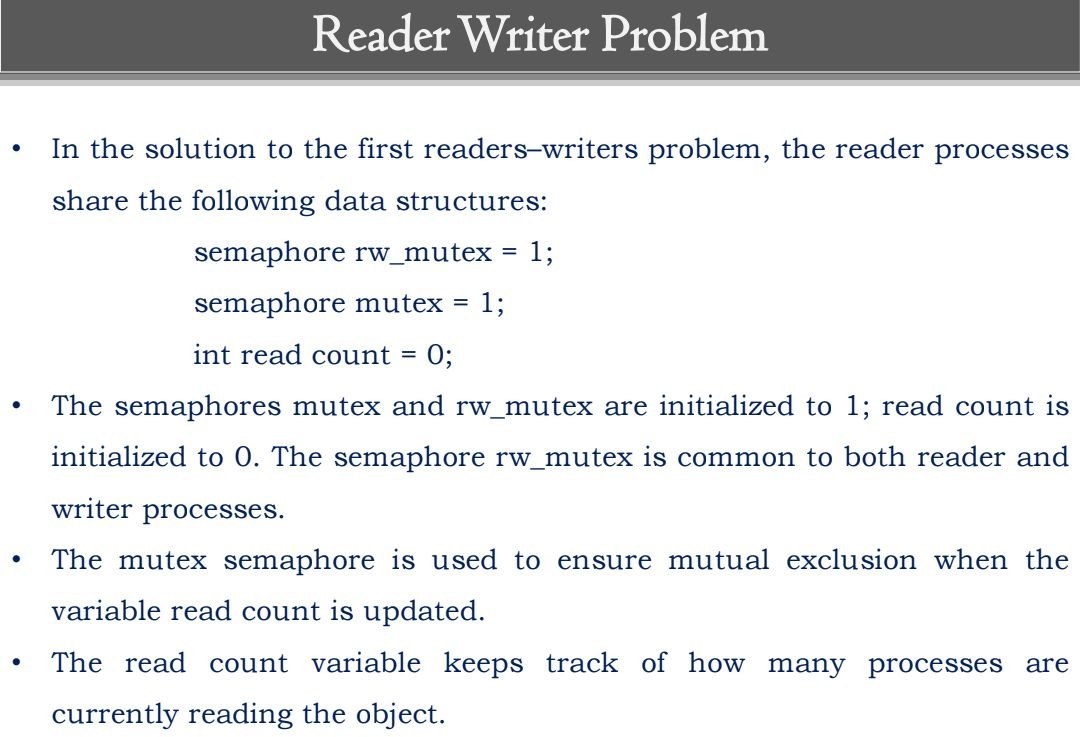 Reader Writer Problem
• In the solution to the first readers–writers problem, the reader processes
share the following data structures:
semaphore rw_mutex = 1;
semaphore mutex = 1;
int read count = 0;
• The semaphores mutex and rw_mutex are initialized to 1; read count is
initialized to 0. The semaphore rw_mutex is common to both reader and
writer processes.
• The mutex semaphore is used to ensure mutual exclusion when the
variable read count is updated.
• The read count variable keeps track of how many processes are
currently reading the object.